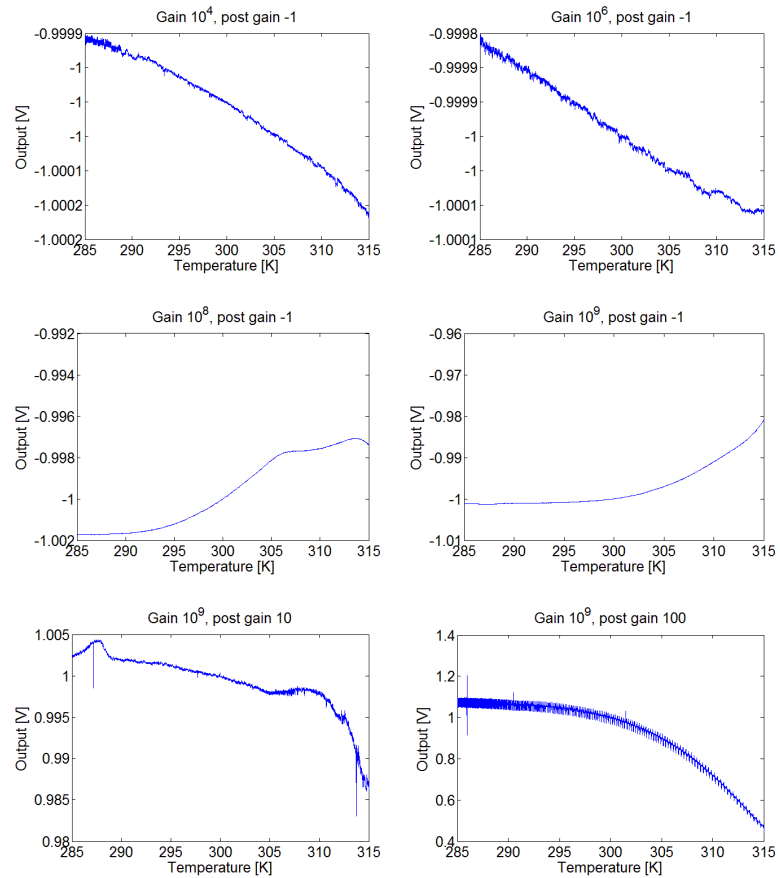 Gain 10^4, post gain -1
Output [V]
-0.9999
-1
-1
-1
-1.0001
-1.0002
-1.0002
285 290 295 300 305 310 315
Temperature [K]
Gain 10^6, post gain -1
Output [V]
-0.9998
-0.9999
-0.9999
-1
-1
-1.0001
-1.0001
285 290 295 300 305 310 315
Temperature [K]
Gain 10^8, post gain -1
Output [V]
-0.992
-0.994
-0.996
-0.998
-1
-1.002
285 290 295 300 305 310 315
Temperature [K]
Gain 10^9, post gain -1
Output [V]
-0.96
-0.97
-0.98
-0.99
-1
-1.01
285 290 295 300 305 310 315
Temperature [K]
Gain 10^9, post gain 10
Output [V]
1.005
1
0.995
0.99
0.985
0.98
285 290 295 300 305 310 315
Temperature [K]
Gain 10^9, post gain 100
Output [V]
1.4
1.2
1
0.8
0.6
0.4
285 290 295 300 305 310 315
Temperature [K]